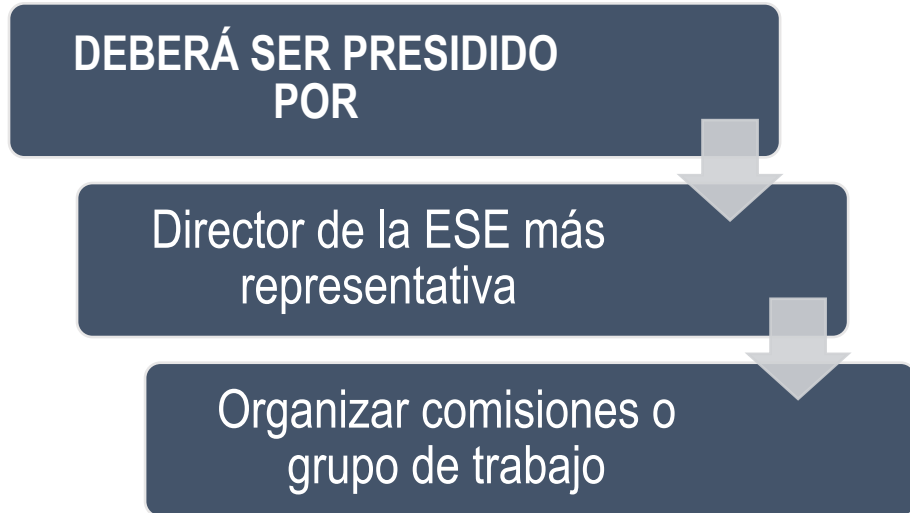 DEBERÁ SER PRESIDIDO
POR
Director de la ESE más
representativa
Organizar comisiones o
grupo de trabajo